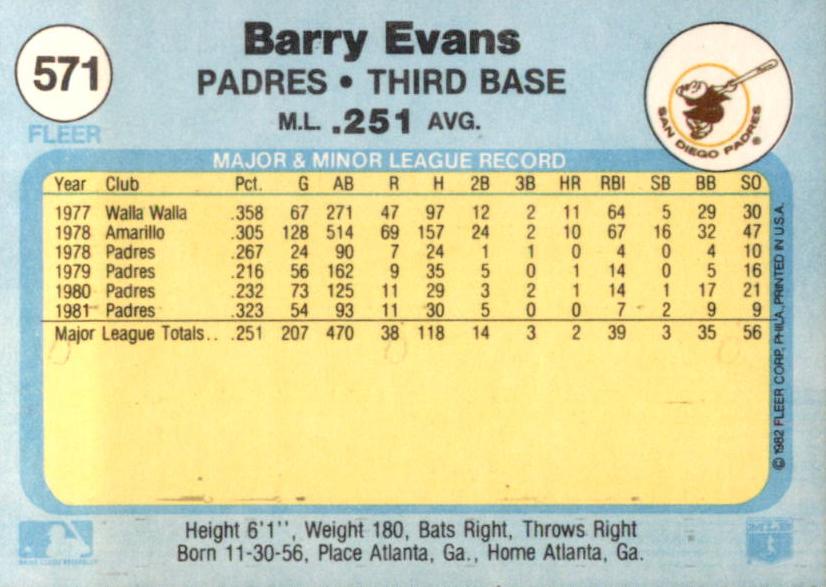 571
FLEER
Barry Evans
PADRES • THIRD BASE
M.L. .251 AVG.
SAN DIEGO PADRES ®
MAJOR & MINOR LEAGUE RECORD
Year Club Pct. G AB R H 2B 3B HR RBI SB BB SO
1977 Walla Walla .358 67 271 47 97 12 2 11 64 5 29 30
1978 Amarillo .305 128 514 69 157 24 2 10 67 16 32 47
1978 Padres .267 24 90 7 24 1 1 0 4 0 4 10
1979 Padres .216 56 162 9 35 5 0 1 14 0 5 16
1980 Padres .232 73 125 11 29 3 2 1 14 1 17 21
1981 Padres .323 54 93 11 30 5 0 0 7 2 9 9
Major League Totals.. .251 207 470 38 118 14 3 2 39 3 35 56
© 1982 FLEER CORP., PHILA., PRINTED IN U.S.A.
Height 6'1'', Weight 180, Bats Right, Throws Right
Born 11-30-56, Place Atlanta, Ga., Home Atlanta, Ga.